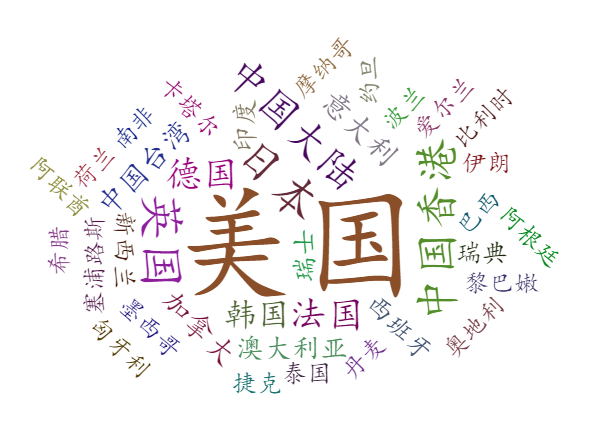 摩纳哥
约旦
中国大陆
意大利
波兰
爱尔兰
比利时
卡塔尔
南非
印度
中国台湾
荷兰
阿联酋
德国
日本
伊朗
中国香港
巴西
阿根廷
英国
美国
瑞士
瑞典
黎巴嫩
希腊
塞浦路斯
新西兰
墨西哥
匈牙利
加拿大
韩国
法国
西班牙
奥地利
澳大利亚
丹麦
泰国
捷克